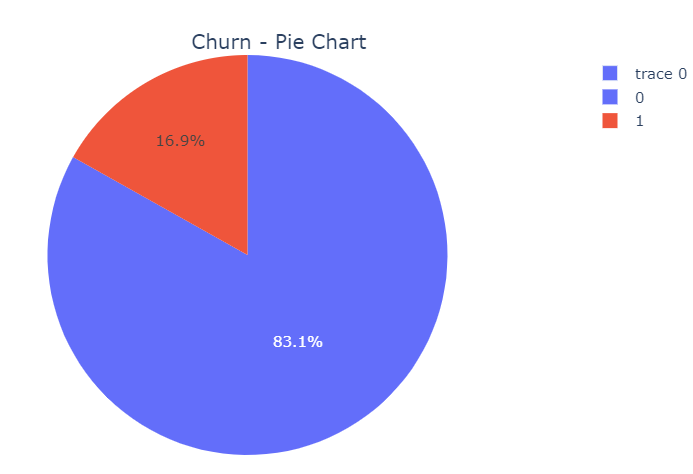 Churn - Pie Chart
trace 0
0
1
16.9%
83.1%